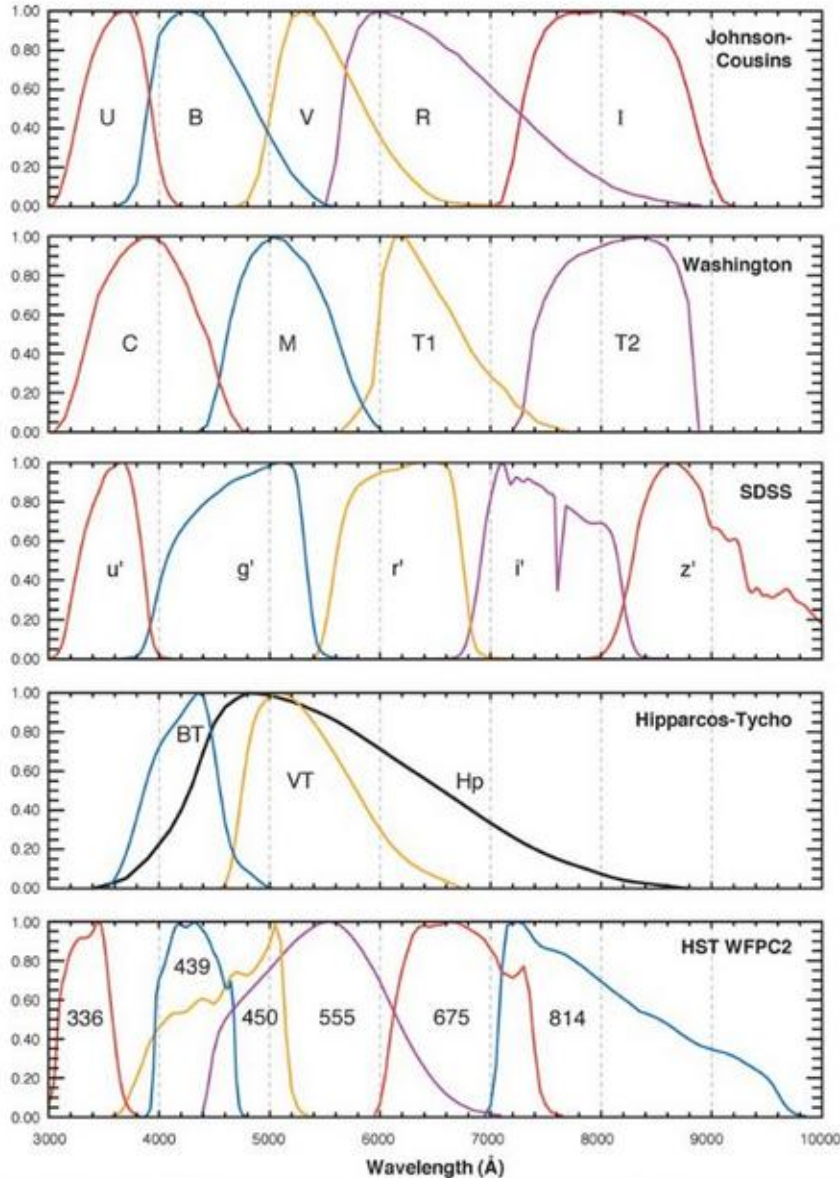 1.00
0.80
0.60
0.40
0.20
0.00
Johnson-
Cousins
U B V R I
1.00
0.80
0.60
0.40
0.20
0.00
Washington
C M T1 T2
1.00
0.80
0.60
0.40
0.20
0.00
SDSS
u' g' r' i' z'
1.00
0.80
0.60
0.40
0.20
0.00
Hipparcos-Tycho
BT VT Hp
1.00
0.80
0.60
0.40
0.20
0.00
HST WFPC2
439
336 450 555 675 814
3000 4000 5000 6000 7000 8000 9000 10000
Wavelength (Å)